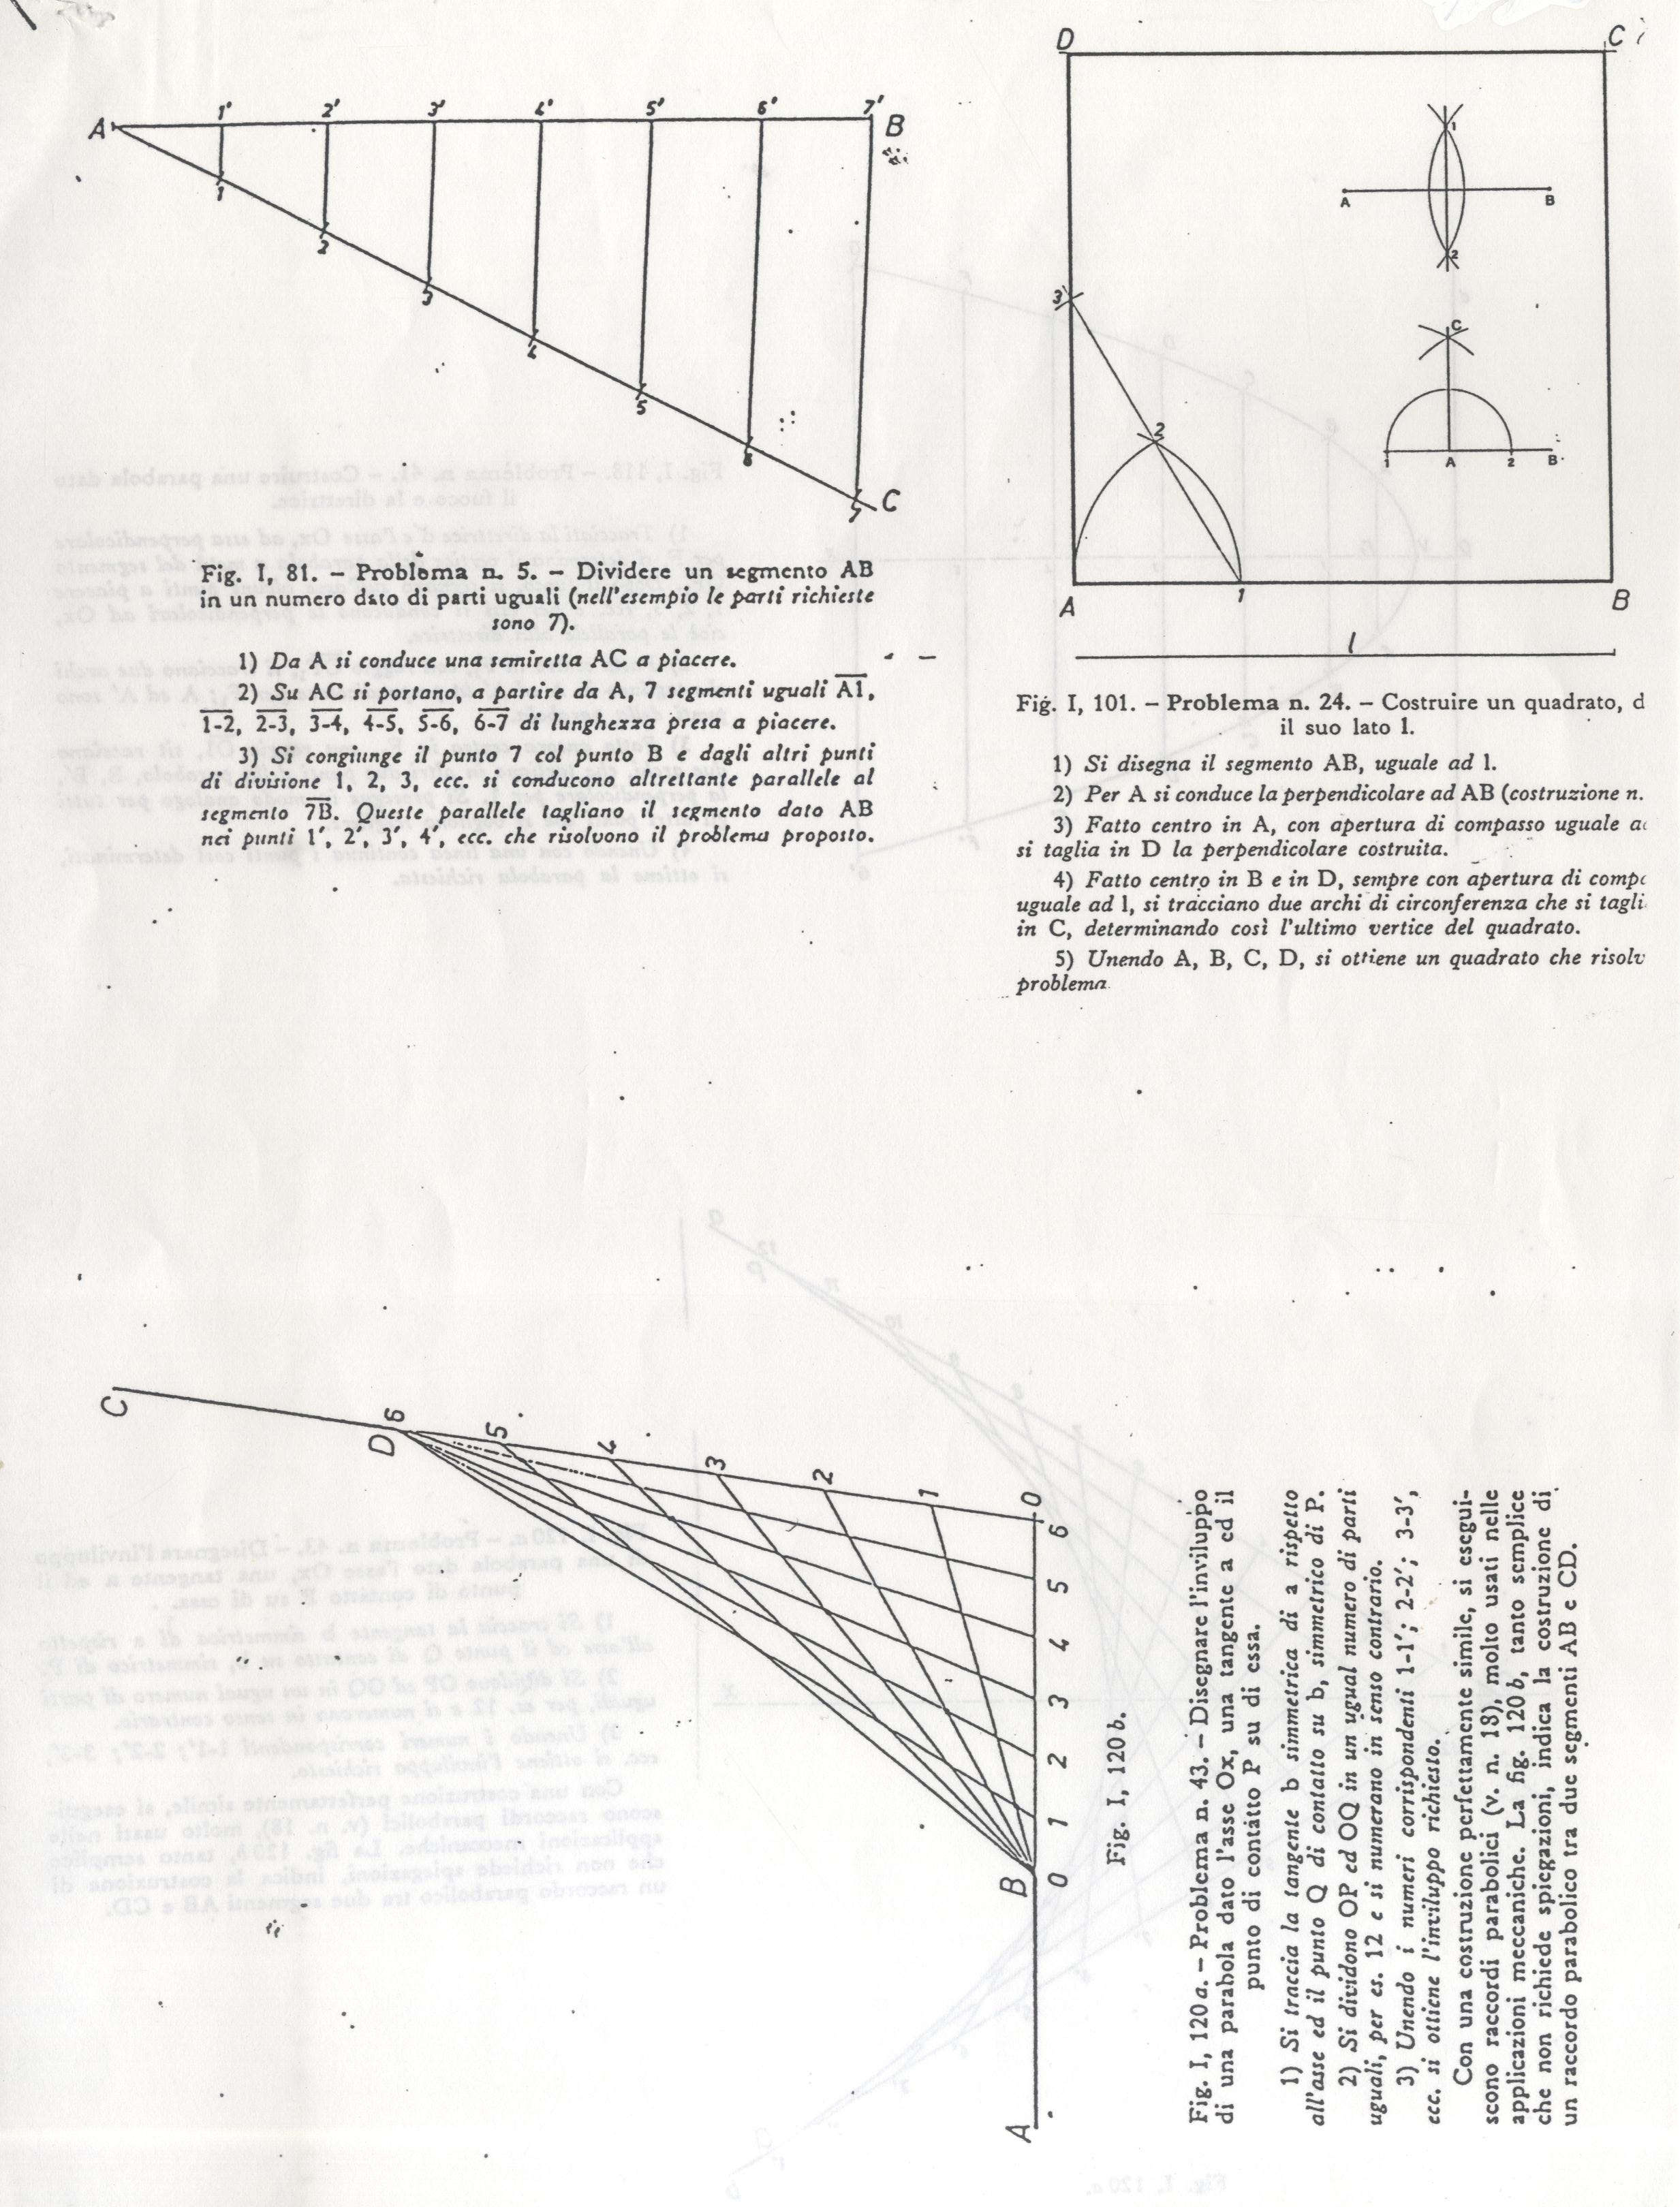 A
1'
2'
3'
4'
5'
6'
7'
B
1
2
3
4
5
6
7
C
Fig. I, 81. – Problema n. 5. – Dividere un segmento AB
in un numero dato di parti uguali (nell'esempio le parti richieste
sono 7).
1) Da A si conduce una semiretta AC a piacere.
2) Su AC si portano, a partire da A, 7 segmenti uguali A1,
1-2, 2-3, 3-4, 4-5, 5-6, 6-7 di lunghezza presa a piacere.
3) Si congiunge il punto 7 col punto B e dagli altri punti
di divisione 1, 2, 3, ecc. si conducono altrettante parallele al
segmento 7B. Queste parallele tagliano il segmento dato AB
nei punti 1', 2', 3', 4', ecc. che risolvono il problema proposto.
D
C
1
A
B
2
3
C
2
1
A
2
B
A
1
B
l
Fig. I, 101. – Problema n. 24. – Costruire un quadrato, d
il suo lato l.
1) Si disegna il segmento AB, uguale ad l.
2) Per A si conduce la perpendicolare ad AB (costruzione n.
3) Fatto centro in A, con apertura di compasso uguale a
si taglia in D la perpendicolare costruita.
4) Fatto centro in B e in D, sempre con apertura di comp
uguale ad l, si tracciano due archi di circonferenza che si tagli
in C, determinando così l'ultimo vertice del quadrato.
5) Unendo A, B, C, D, si ottiene un quadrato che risolv
problema
C
D
6
5
4
3
2
1
0
6
5
4
3
2
1
0
B
A
Fig. I, 120 b.
Fig. I, 120 a. – Problema n. 43. – Disegnare l'inviluppo
di una parabola dato l'asse Ox, una tangente a ed il
punto di contatto P su di essa.
1) Si traccia la tangente b simmetrica di a rispetto
all'asse ed il punto Q di contatto su b, simmetrico di P.
2) Si dividono OP ed OQ in un ugual numero di parti
uguali, per es. 12 e si numerano in senso contrario.
3) Unendo i numeri corrispondenti 1-1'; 2-2'; 3-3',
ecc. si ottiene l'inviluppo richiesto.
Con una costruzione perfettamente simile, si esegui-
scono raccordi parabolici (v. n. 18), molto usati nelle
applicazioni meccaniche. La fig. 120 b, tanto semplice
che non richiede spiegazioni, indica la costruzione di
un raccordo parabolico tra due segmenti AB e CD.